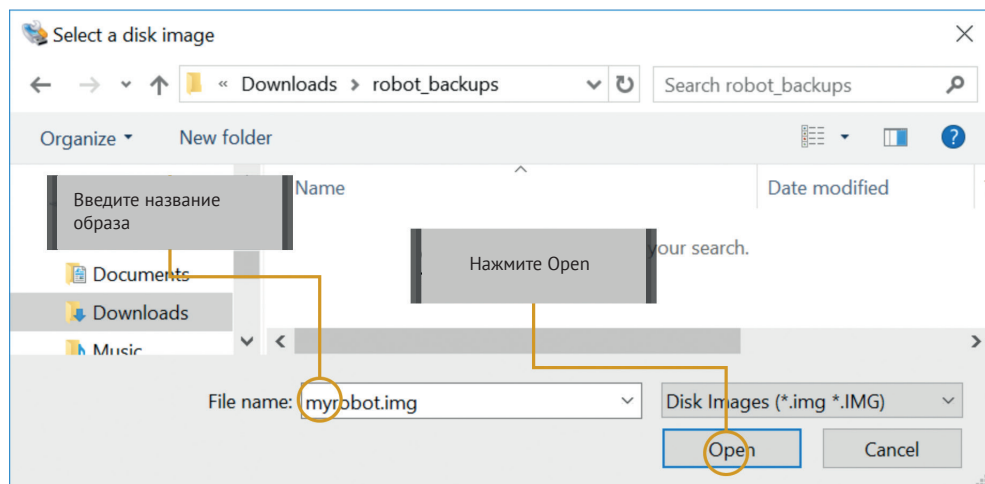 Select a disk image
« Downloads > robot_backups
Search robot_backups
Organize
New folder
?
Name
Date modified
Введите название
образа
your search.
Нажмите Open
Documents
Downloads
Music
File name: myrobot.img
Disk Images (*.img *.IMG)
Open
Cancel